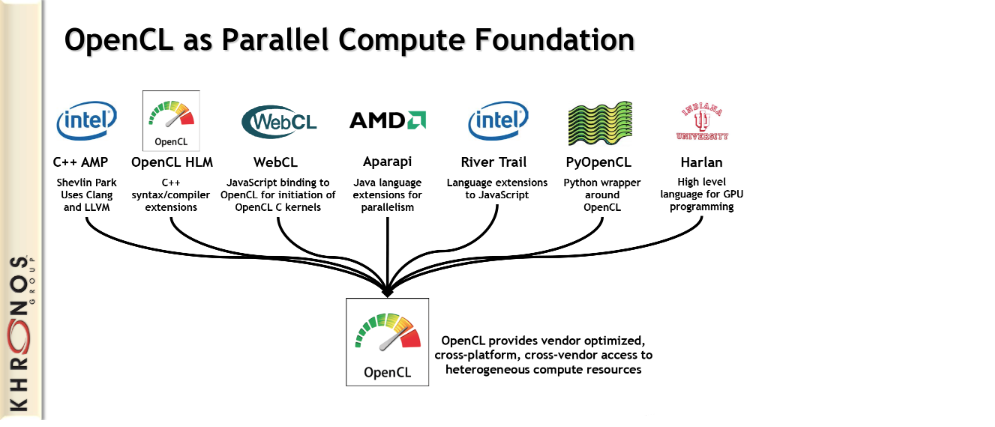 OpenCL as Parallel Compute Foundation
intel
OpenCL
WebCL
AMD
intel
INDIANA
UNIVERSITY
C++ AMP
OpenCL HLM
WebCL
Aparapi
River Trail
PyOpenCL
Harlan
Shevlin Park
Uses Clang
and LLVM
C++
syntax/compiler
extensions
JavaScript binding to
OpenCL for initiation of
OpenCL C kernels
Java language
extensions for
parallelism
Language extensions
to JavaScript
Python wrapper
around
OpenCL
High level
language for GPU
programming
OpenCL
OpenCL provides vendor optimized,
cross-platform, cross-vendor access to
heterogeneous compute resources
KHRONOS
GROUP